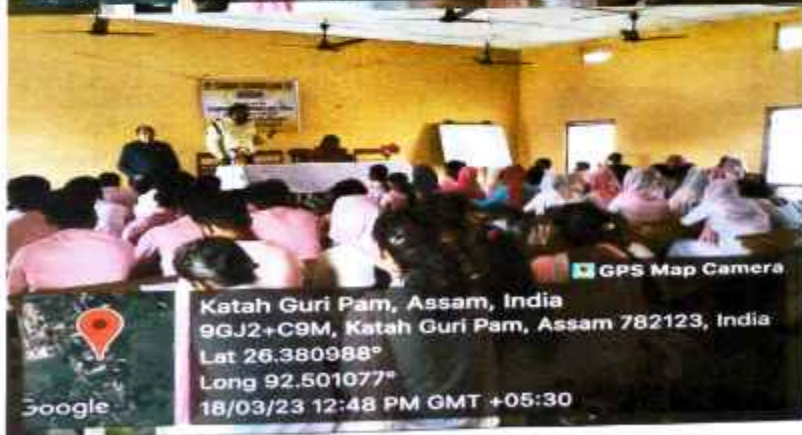 GPS Map Camera
Katah Guri Pam, Assam, India
9GJ2+C9M, Katah Guri Pam, Assam 782123, India
Lat 26.380988°
Long 92.501077°
18/03/23 12:48 PM GMT +05:30
Google